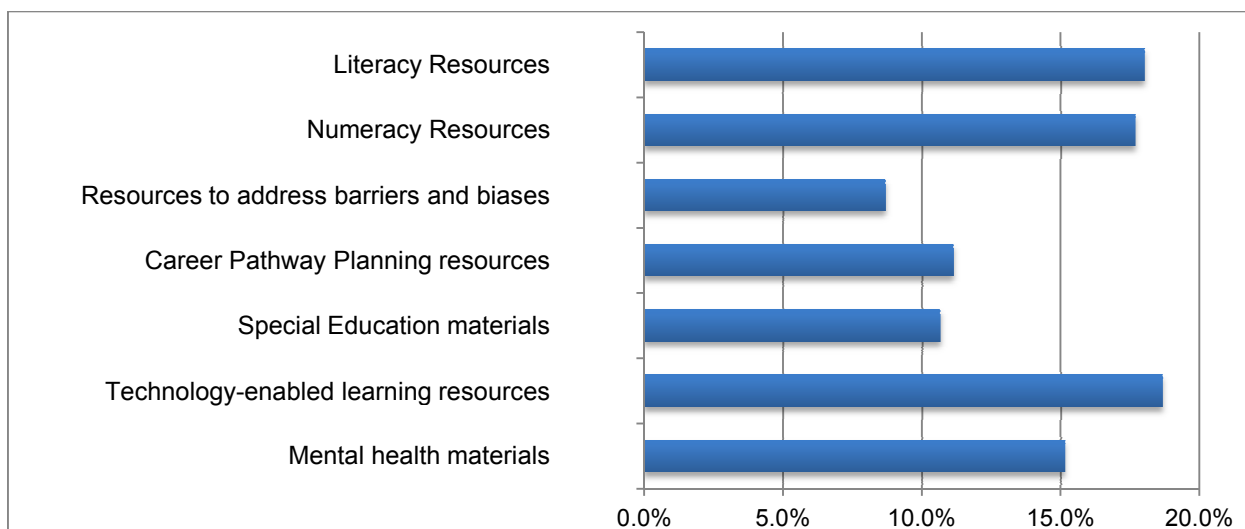 Literacy Resources
Numeracy Resources
Resources to address barriers and biases
Career Pathway Planning resources
Special Education materials
Technology-enabled learning resources
Mental health materials
0.0% 5.0% 10.0% 15.0% 20.0%